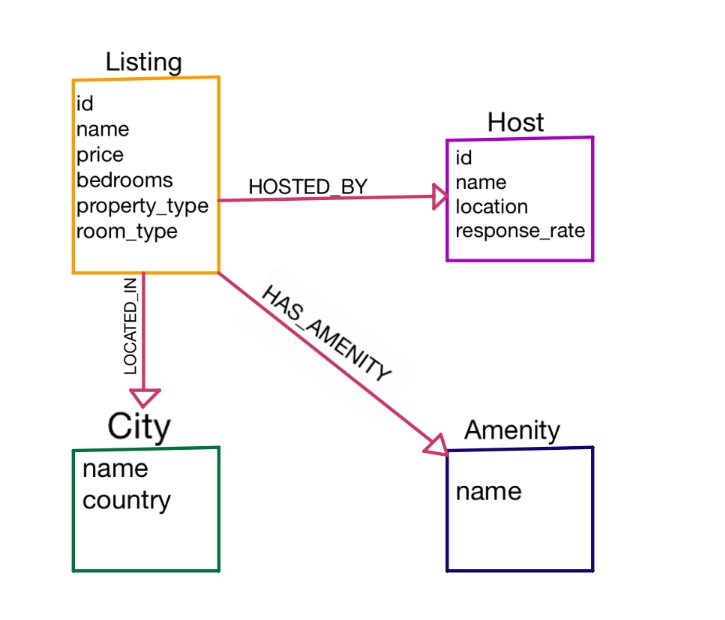 Listing
id
name
price
bedrooms
property_type
room_type
HOSTED_BY
Host
id
name
location
response_rate
LOCATED_IN
HAS_AMENITY
City
name
country
Amenity
name